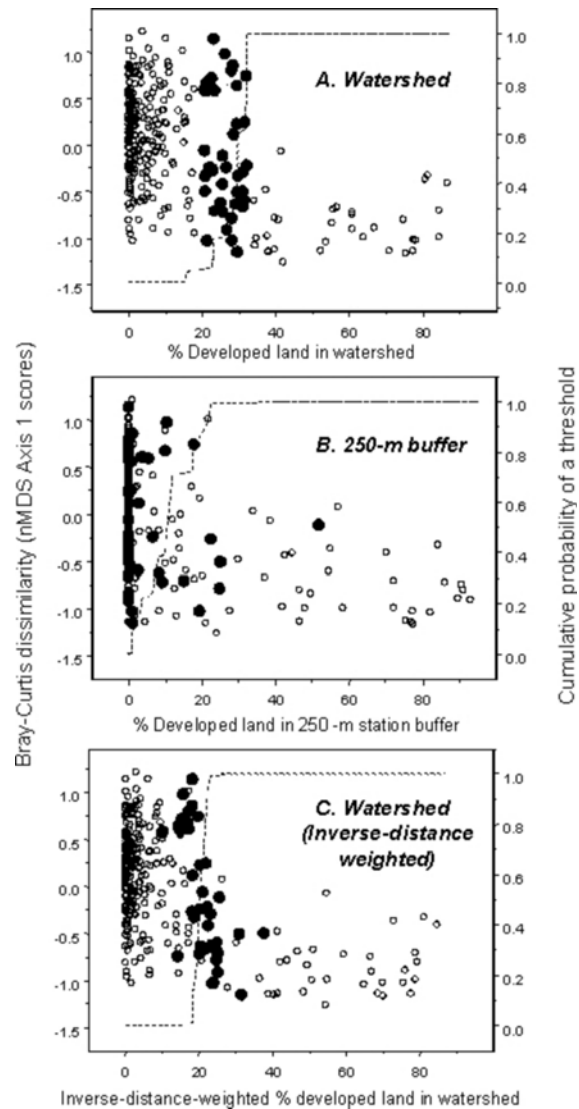 Bray-Curtis dissimilarity (nMDS Axis 1 scores)
Cumulative probability of a threshold
A. Watershed
1.0
0.5
0.0
-0.5
-1.0
-1.5
1.0
0.8
0.6
0.4
0.2
0.0
0 20 40 60 80
% Developed land in watershed
B. 250-m buffer
1.0
0.5
0.0
-0.5
-1.0
-1.5
1.0
0.8
0.6
0.4
0.2
0.0
0 20 40 60 80
% Developed land in 250 -m station buffer
C. Watershed
(Inverse-distance
weighted)
1.0
0.5
0.0
-0.5
-1.0
-1.5
1.0
0.8
0.6
0.4
0.2
0.0
0 20 40 60 80
Inverse-distance-weighted % developed land in watershed